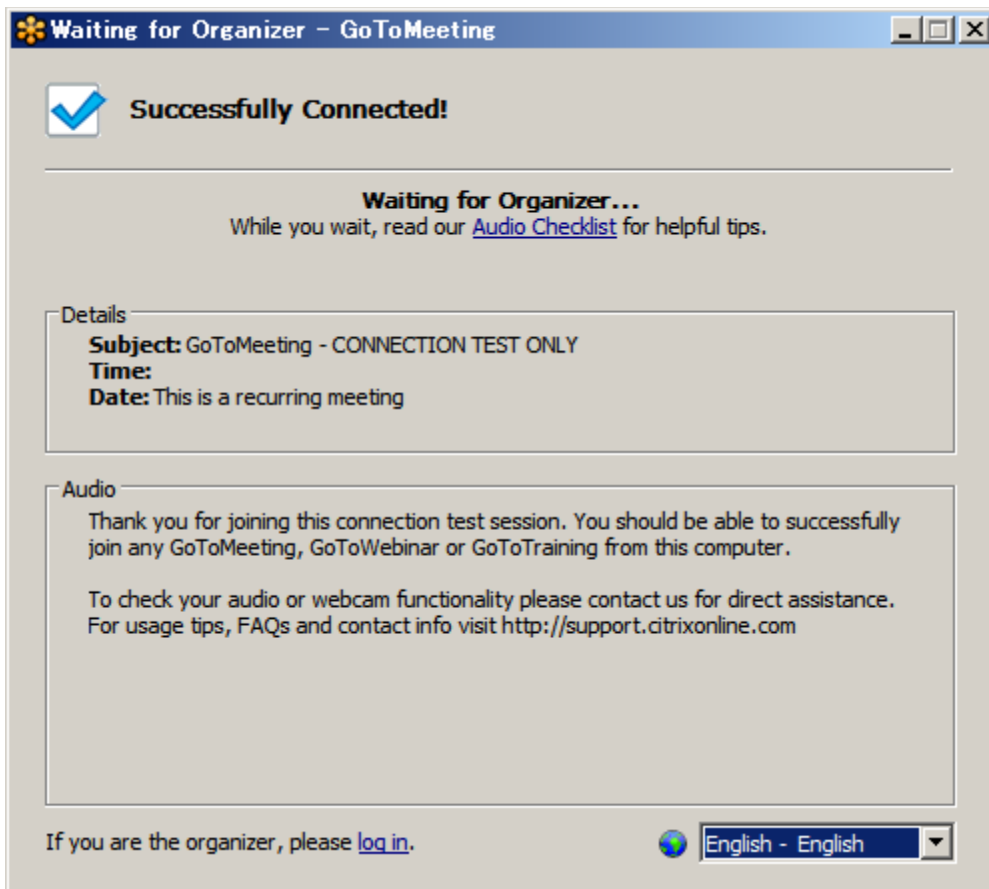 Waiting for Organizer - GoToMeeting
Successfully Connected!
Waiting for Organizer...
While you wait, read our Audio Checklist for helpful tips.
Details
Subject: GoToMeeting - CONNECTION TEST ONLY
Time:
Date: This is a recurring meeting
Audio
Thank you for joining this connection test session. You should be able to successfully
join any GoToMeeting, GoToWebinar or GoToTraining from this computer.
To check your audio or webcam functionality please contact us for direct assistance.
For usage tips, FAQs and contact info visit http://support.citrixonline.com
If you are the organizer, please log in.
English - English